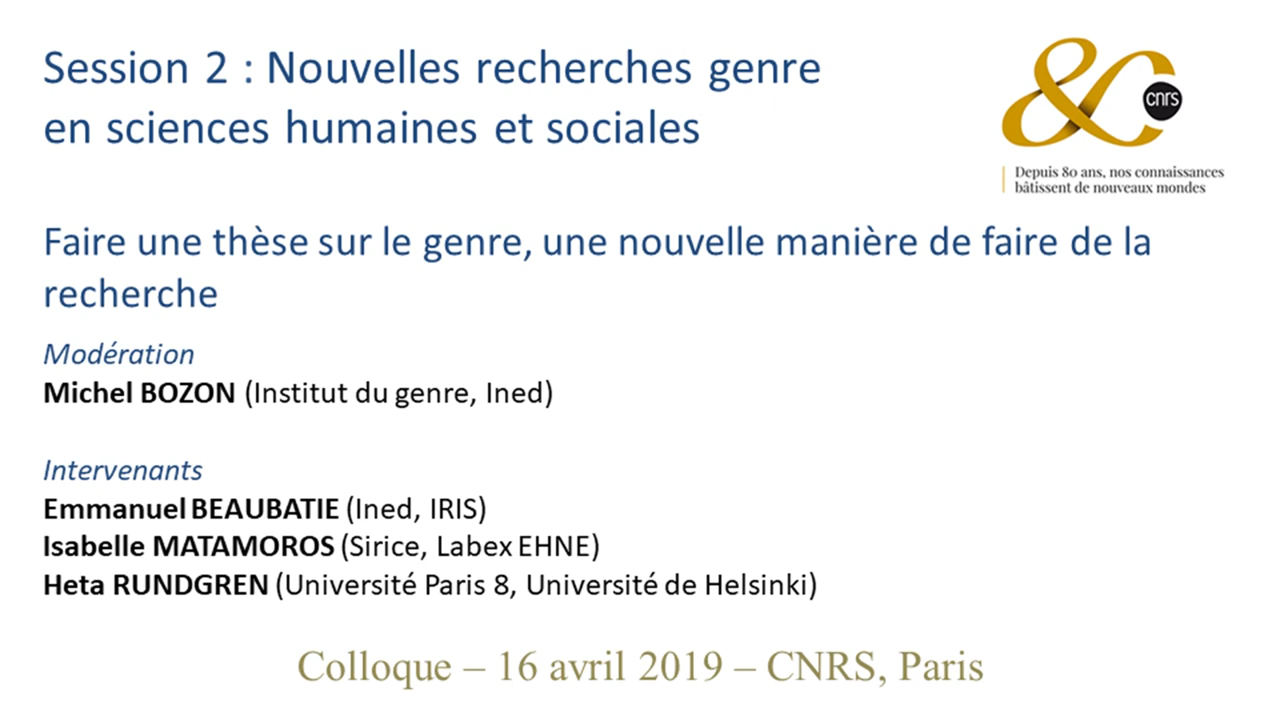 Session 2 : Nouvelles recherches genre
en sciences humaines et sociales
80
cnrs
Depuis 80 ans, nos connaissances
bâtissent de nouveaux mondes
Faire une thèse sur le genre, une nouvelle manière de faire de la
recherche
Modération
Michel BOZON (Institut du genre, Ined)
Intervenants
Emmanuel BEAUBATIE (Ined, IRIS)
Isabelle MATAMOROS (Sirice, Labex EHNE)
Heta RUNDGREN (Université Paris 8, Université de Helsinki)
Colloque – 16 avril 2019 – CNRS, Paris